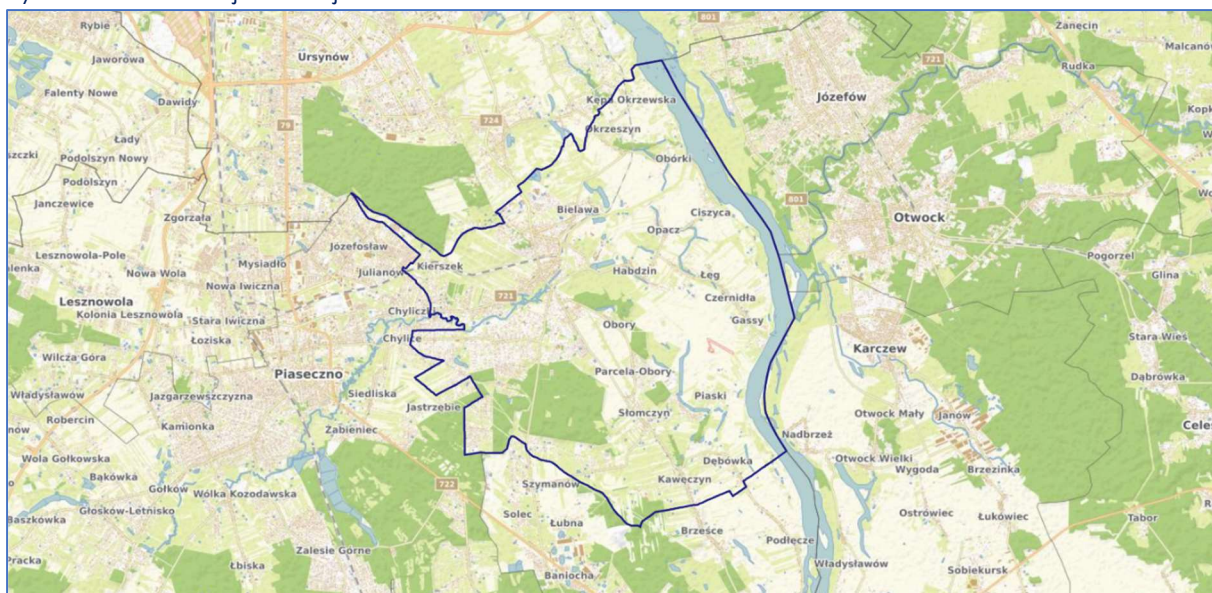 Rybie
Jaworowa
Falenty Nowe
Dawidy
Łady
Podolszyn Nowy
Podolszyn
Janczewice
Zgorzała
Lesznowola-Pole
Nowa Wola
Mysiadło
Nowa Iwiczna
Lesznowola
Kolonia Lesznowola
Stara Iwiczna
Łoziska
Wilcza Góra
Władysławów
Robercin
Jazgarzewszczyzna
Kamionka
Piaseczno
Wola Gołkowska
Bąkówka
Gołków
Wólka Kozodawska
Głosków-Letnisko
Baszkówka
Pracka
Łbiska
Zalesie Górne
Żabieniec
Siedliska
Jastrzębie
722
Ursynów
79
724
801
Kępa Okrzewska
Okrzeszyn
Obórki
Bielawa
Ciszyca
Opacz
Józefosław
Julianów
Kierszek
Habdzin
Łęg
Chyliczki
721
Czernidła
Gassy
Chylice
Obory
Parcela-Obory
Piaski
Słomczyn
Dębówka
Kawęczyn
Szymanów
Solec
Łubna
Brześce
Baniocha
Podłęcze
Władysławów
Nadbrzeż
Józefów
721
Zanęcin
Malcanów
Rudka
801
Otwock
Pogorzel
Glina
Karczew
Stara Wieś
Dąbrówka
Otwock Mały
Janów
Otwock Wielki
Wygoda
Brzezinka
Ostrówiec
Łukówiec
Tabor
Sobiekursk